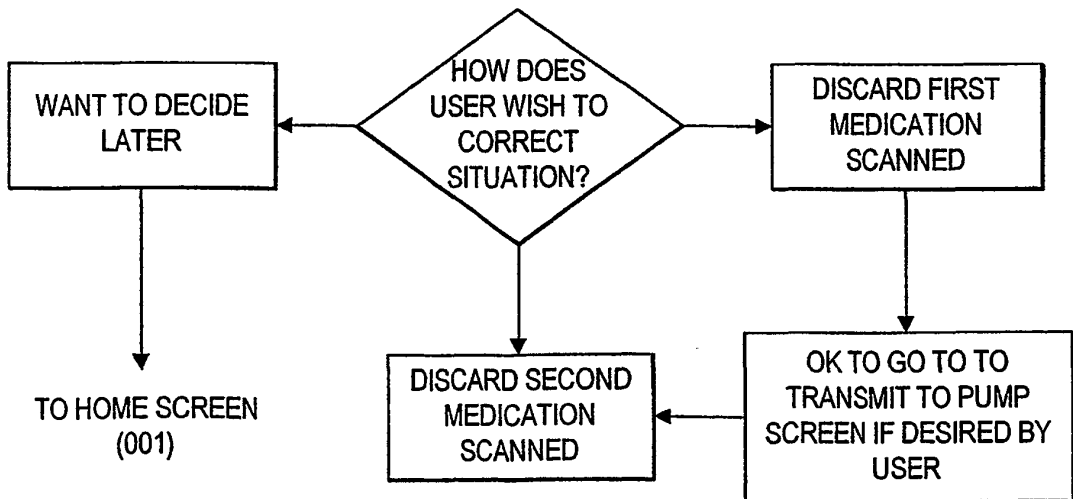 WANT TO DECIDE
LATER
HOW DOES
USER WISH TO
CORRECT
SITUATION?
DISCARD FIRST
MEDICATION
SCANNED
TO HOME SCREEN
(001)
DISCARD SECOND
MEDICATION
SCANNED
OK TO GO TO TO
TRANSMIT TO PUMP
SCREEN IF DESIRED BY
USER